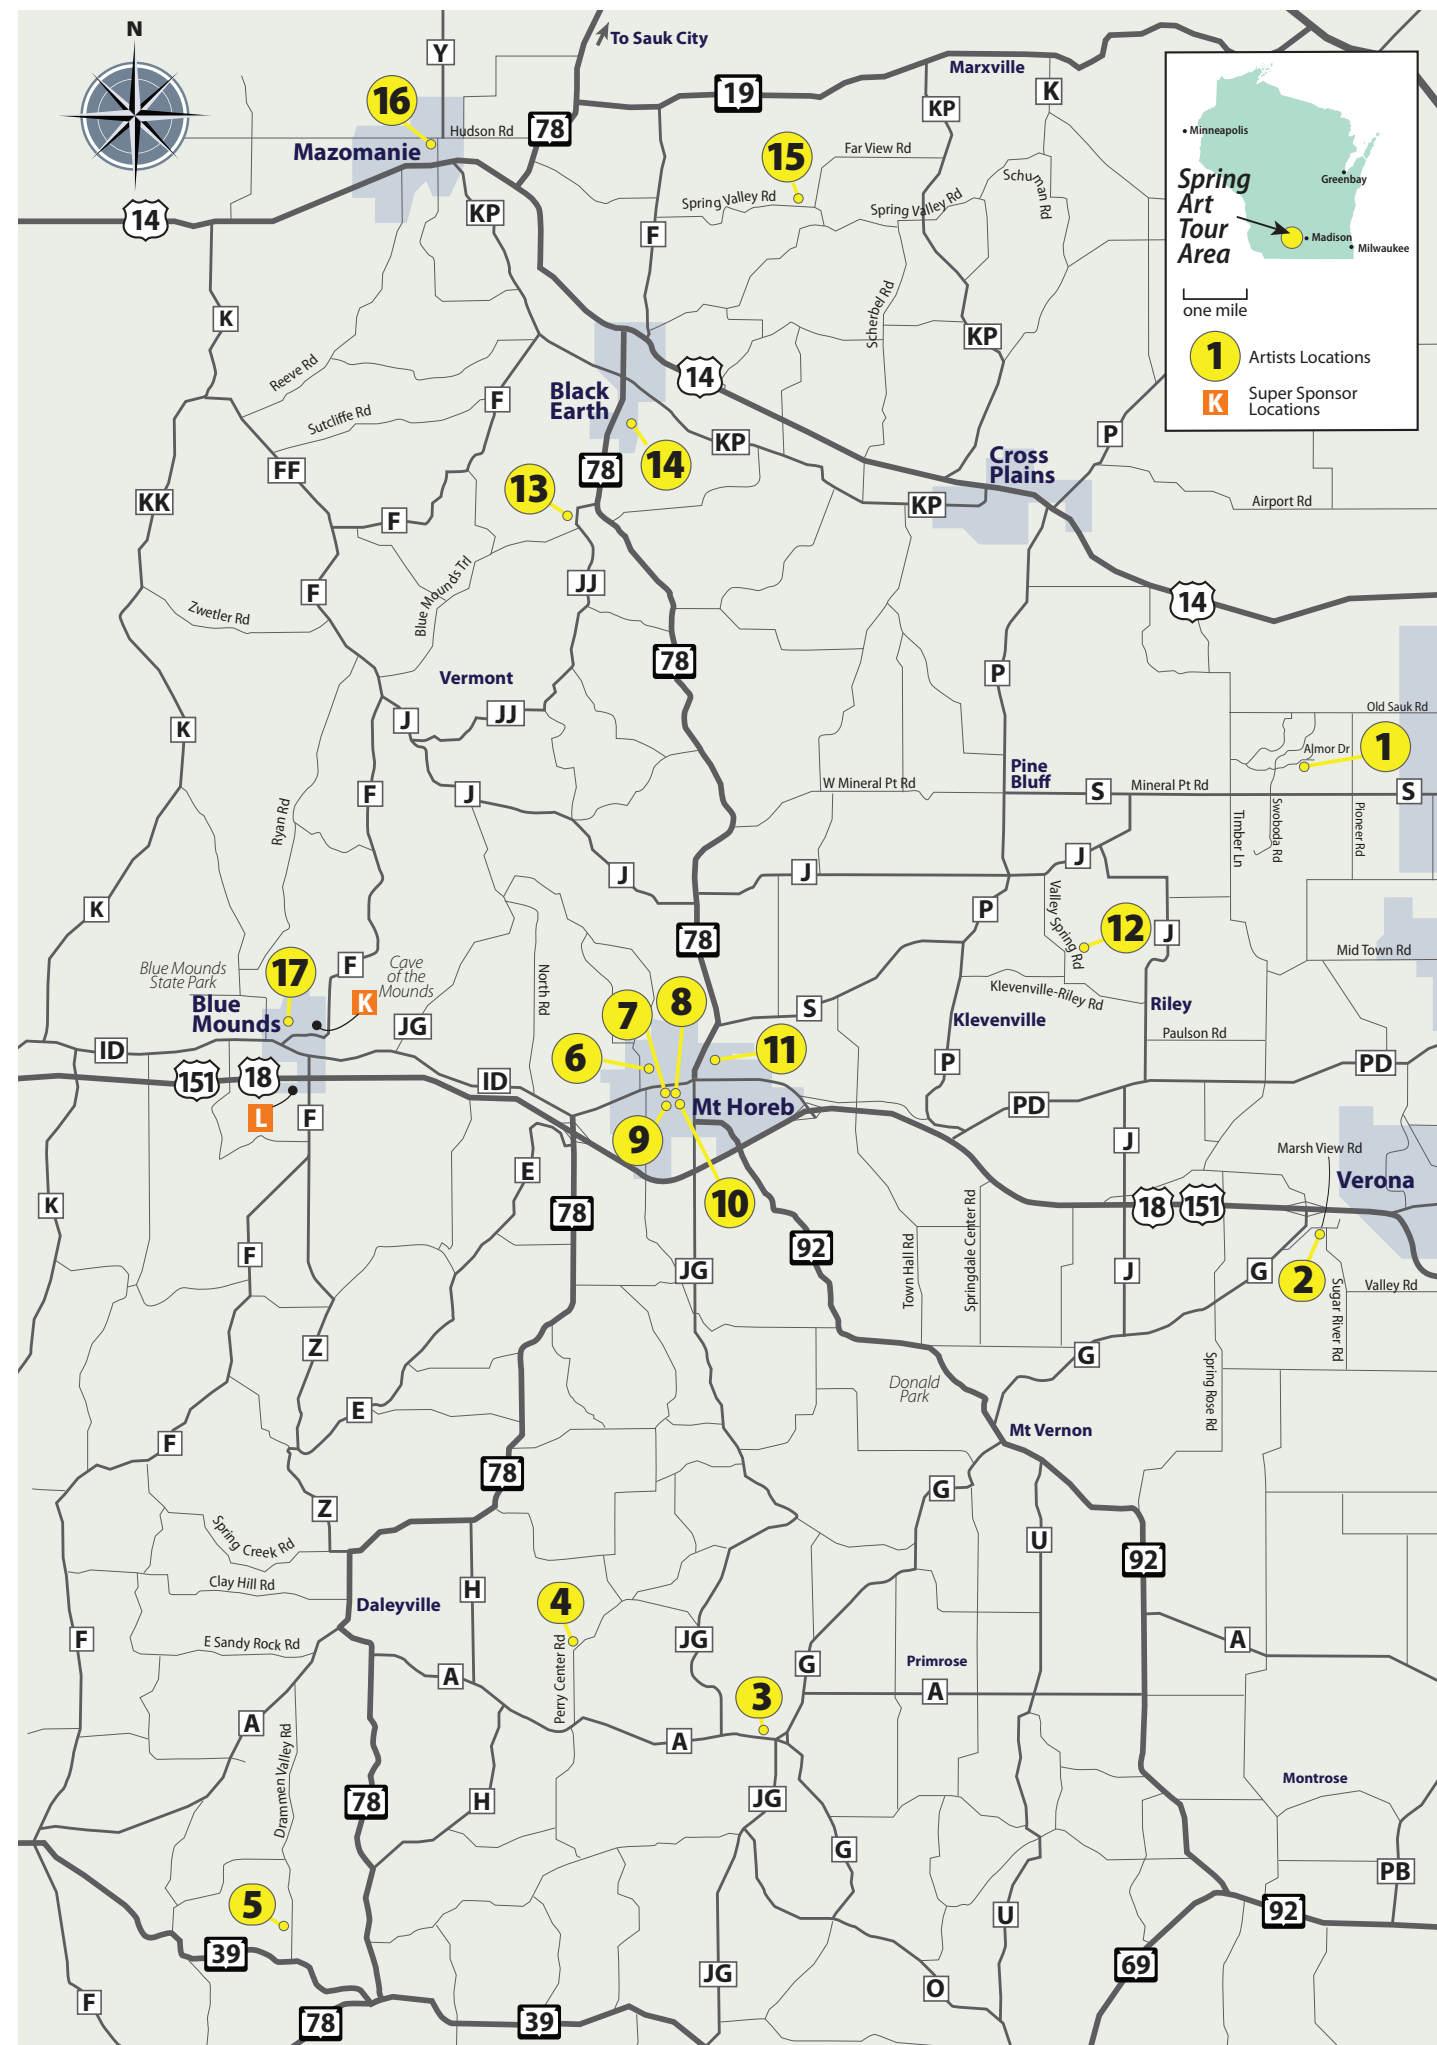 N
To Sauk City
Y
Marxville
K
16
19
KP
78
Hudson Rd
Mazomanie
15
Far View Rd
Schuman Rd
Spring Valley Rd
Spring Valley Rd
14
KP
F
Minneapolis
Greenbay
Spring
Art
Tour
Area
Madison
Milwaukee
one mile
1
Artists Locations
K
Super Sponsor
Locations
K
Scherbel Rd
KP
Reeve Rd
14
Black
Earth
F
Sutcliffe Rd
KP
P
Cross
Plains
FF
78
14
13
KK
F
KP
Airport Rd
Blue Mounds Trl
JJ
F
14
Zwetler Rd
78
P
Vermont
K
J
JJ
Old Sauk Rd
Almor Dr
1
Pine
Bluff
W Mineral Pt Rd
S
Mineral Pt Rd
S
F
J
Ryan Rd
Timber Ln
Swoboda Rd
Pioneer Rd
J
J
J
K
Valley Spring Rd
P
12
J
78
Mid Town Rd
Blue Mounds
State Park
17
F
Cave
of the
Mounds
K
North Rd
Blue
Mounds
JG
7
8
S
Klevenville-Riley Rd
Riley
Klevenville
Paulson Rd
ID
6
11
P
PD
151
18
ID
L
F
Mt Horeb
PD
9
J
Marsh View Rd
Verona
E
K
78
10
18
151
92
Town Hall Rd
Springdale Center Rd
F
JG
J
G
2
Sugar River Rd
Valley Rd
Z
G
Spring Rose Rd
Donald
Park
E
F
Mt Vernon
78
G
Z
Spring Creek Rd
U
92
Clay Hill Rd
H
Daleyville
4
F
E Sandy Rock Rd
Perry Center Rd
JG
A
G
Primrose
A
A
3
A
Drammen Valley Rd
A
Montrose
78
H
JG
G
PB
5
U
92
39
69
JG
O
F
78
39